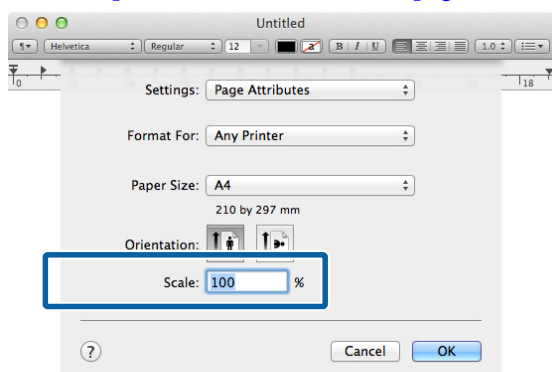 Untitled
¶ Helvetica Regular 12 a B I U 1.0
0 18
Settings: Page Attributes
Format For: Any Printer
Paper Size: A4
210 by 297 mm
Orientation:
Scale: 100 %
? Cancel OK